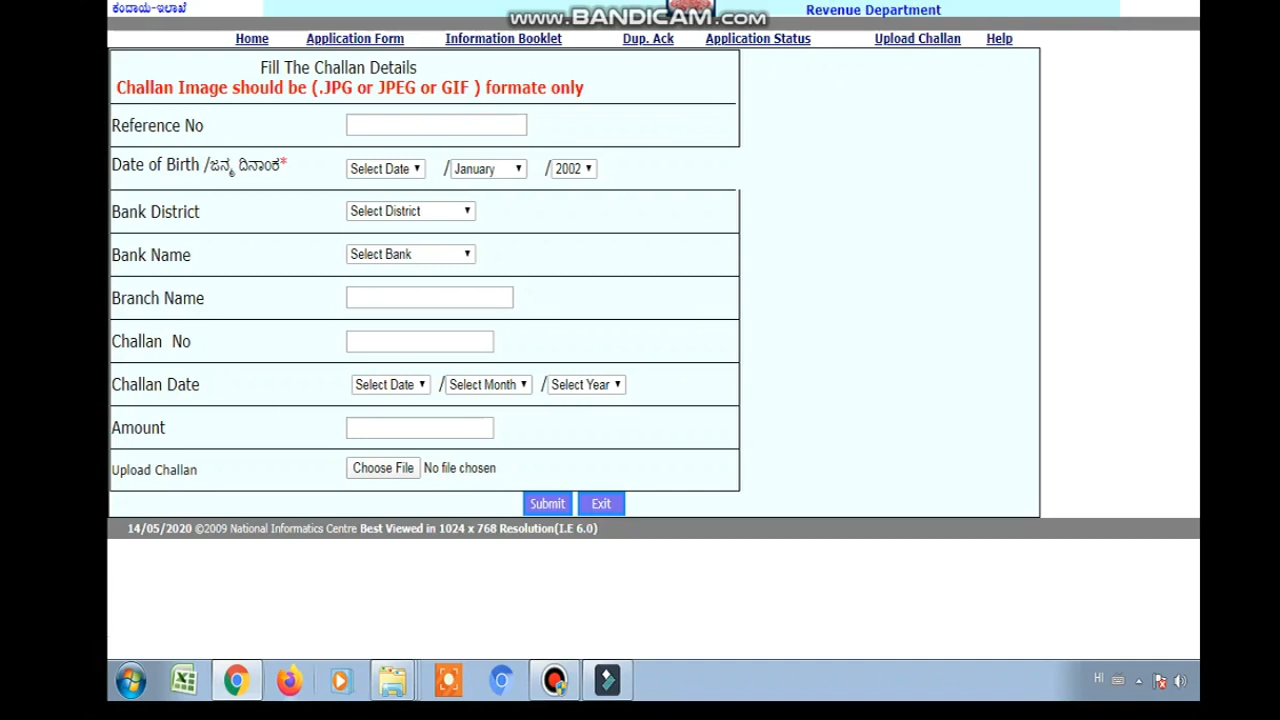 ಕಂದಾಯ-ಇಲಾಖೆ
www.BANDICAM.com
Revenue Department
Home Application Form Information Booklet Dup. Ack Application Status Upload Challan Help
Fill The Challan Details
Challan Image should be (.JPG or JPEG or GIF ) formate only
Reference No
Date of Birth /ಜನ್ಮ ದಿನಾಂಕ* Select Date / January / 2002
Bank District Select District
Bank Name Select Bank
Branch Name
Challan No
Challan Date Select Date / Select Month / Select Year
Amount
Upload Challan Choose File No file chosen
Submit Exit
14/05/2020 ©2009 National Informatics Centre Best Viewed in 1024 x 768 Resolution(I.E 6.0)
HI